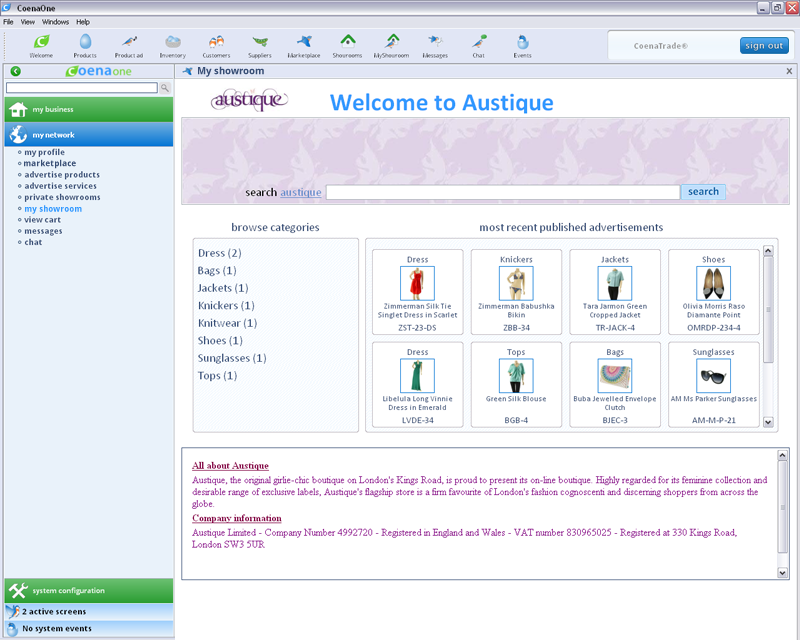 CoenaOne
File View Windows Help
Welcome Products Product ad Inventory Customers Suppliers Marketplace Showrooms MyShowroom Messages Chat Events
CoenaTrade®
sign out
Coenaone
My showroom
X
my business
my network
my profile
marketplace
advertise products
advertise services
private showrooms
my showroom
view cart
messages
chat
system configuration
2 active screens
No system events
austique
Welcome to Austique
search austique
search
browse categories
Dress (2)
Bags (1)
Jackets (1)
Knickers (1)
Knitwear (1)
Shoes (1)
Sunglasses (1)
Tops (1)
most recent published advertisements
Dress
Zimmerman Silk Tie
Singlet Dress in Scarlet
ZST-23-DS
Knickers
Zimmerman Babushka
Bikin
ZBB-34
Jackets
Tara Jarmon Green
Cropped Jacket
TR-JACK-4
Shoes
Olivia Morris Raso
Diamante Point
OMRDP-234-4
Dress
Libelula Long Vinnie
Dress in Emerald
LVDE-34
Tops
Green Silk Blouse
BGB-4
Bags
Buba Jewelled Envelope
Clutch
BJEC-3
Sunglasses
AM Ms Parker Sunglasses
AM-M-P-21
All about Austique
Austique, the original girlie-chic boutique on London's Kings Road, is proud to present its on-line boutique. Highly regarded for its feminine collection and
desirable range of exclusive labels, Austique's flagship store is a firm favourite of London's fashion cognoscenti and discerning shoppers from across the
globe.
Company information
Austique Limited - Company Number 4992720 - Registered in England and Wales - VAT number 830965025 - Registered at 330 Kings Road,
London SW3 5UR